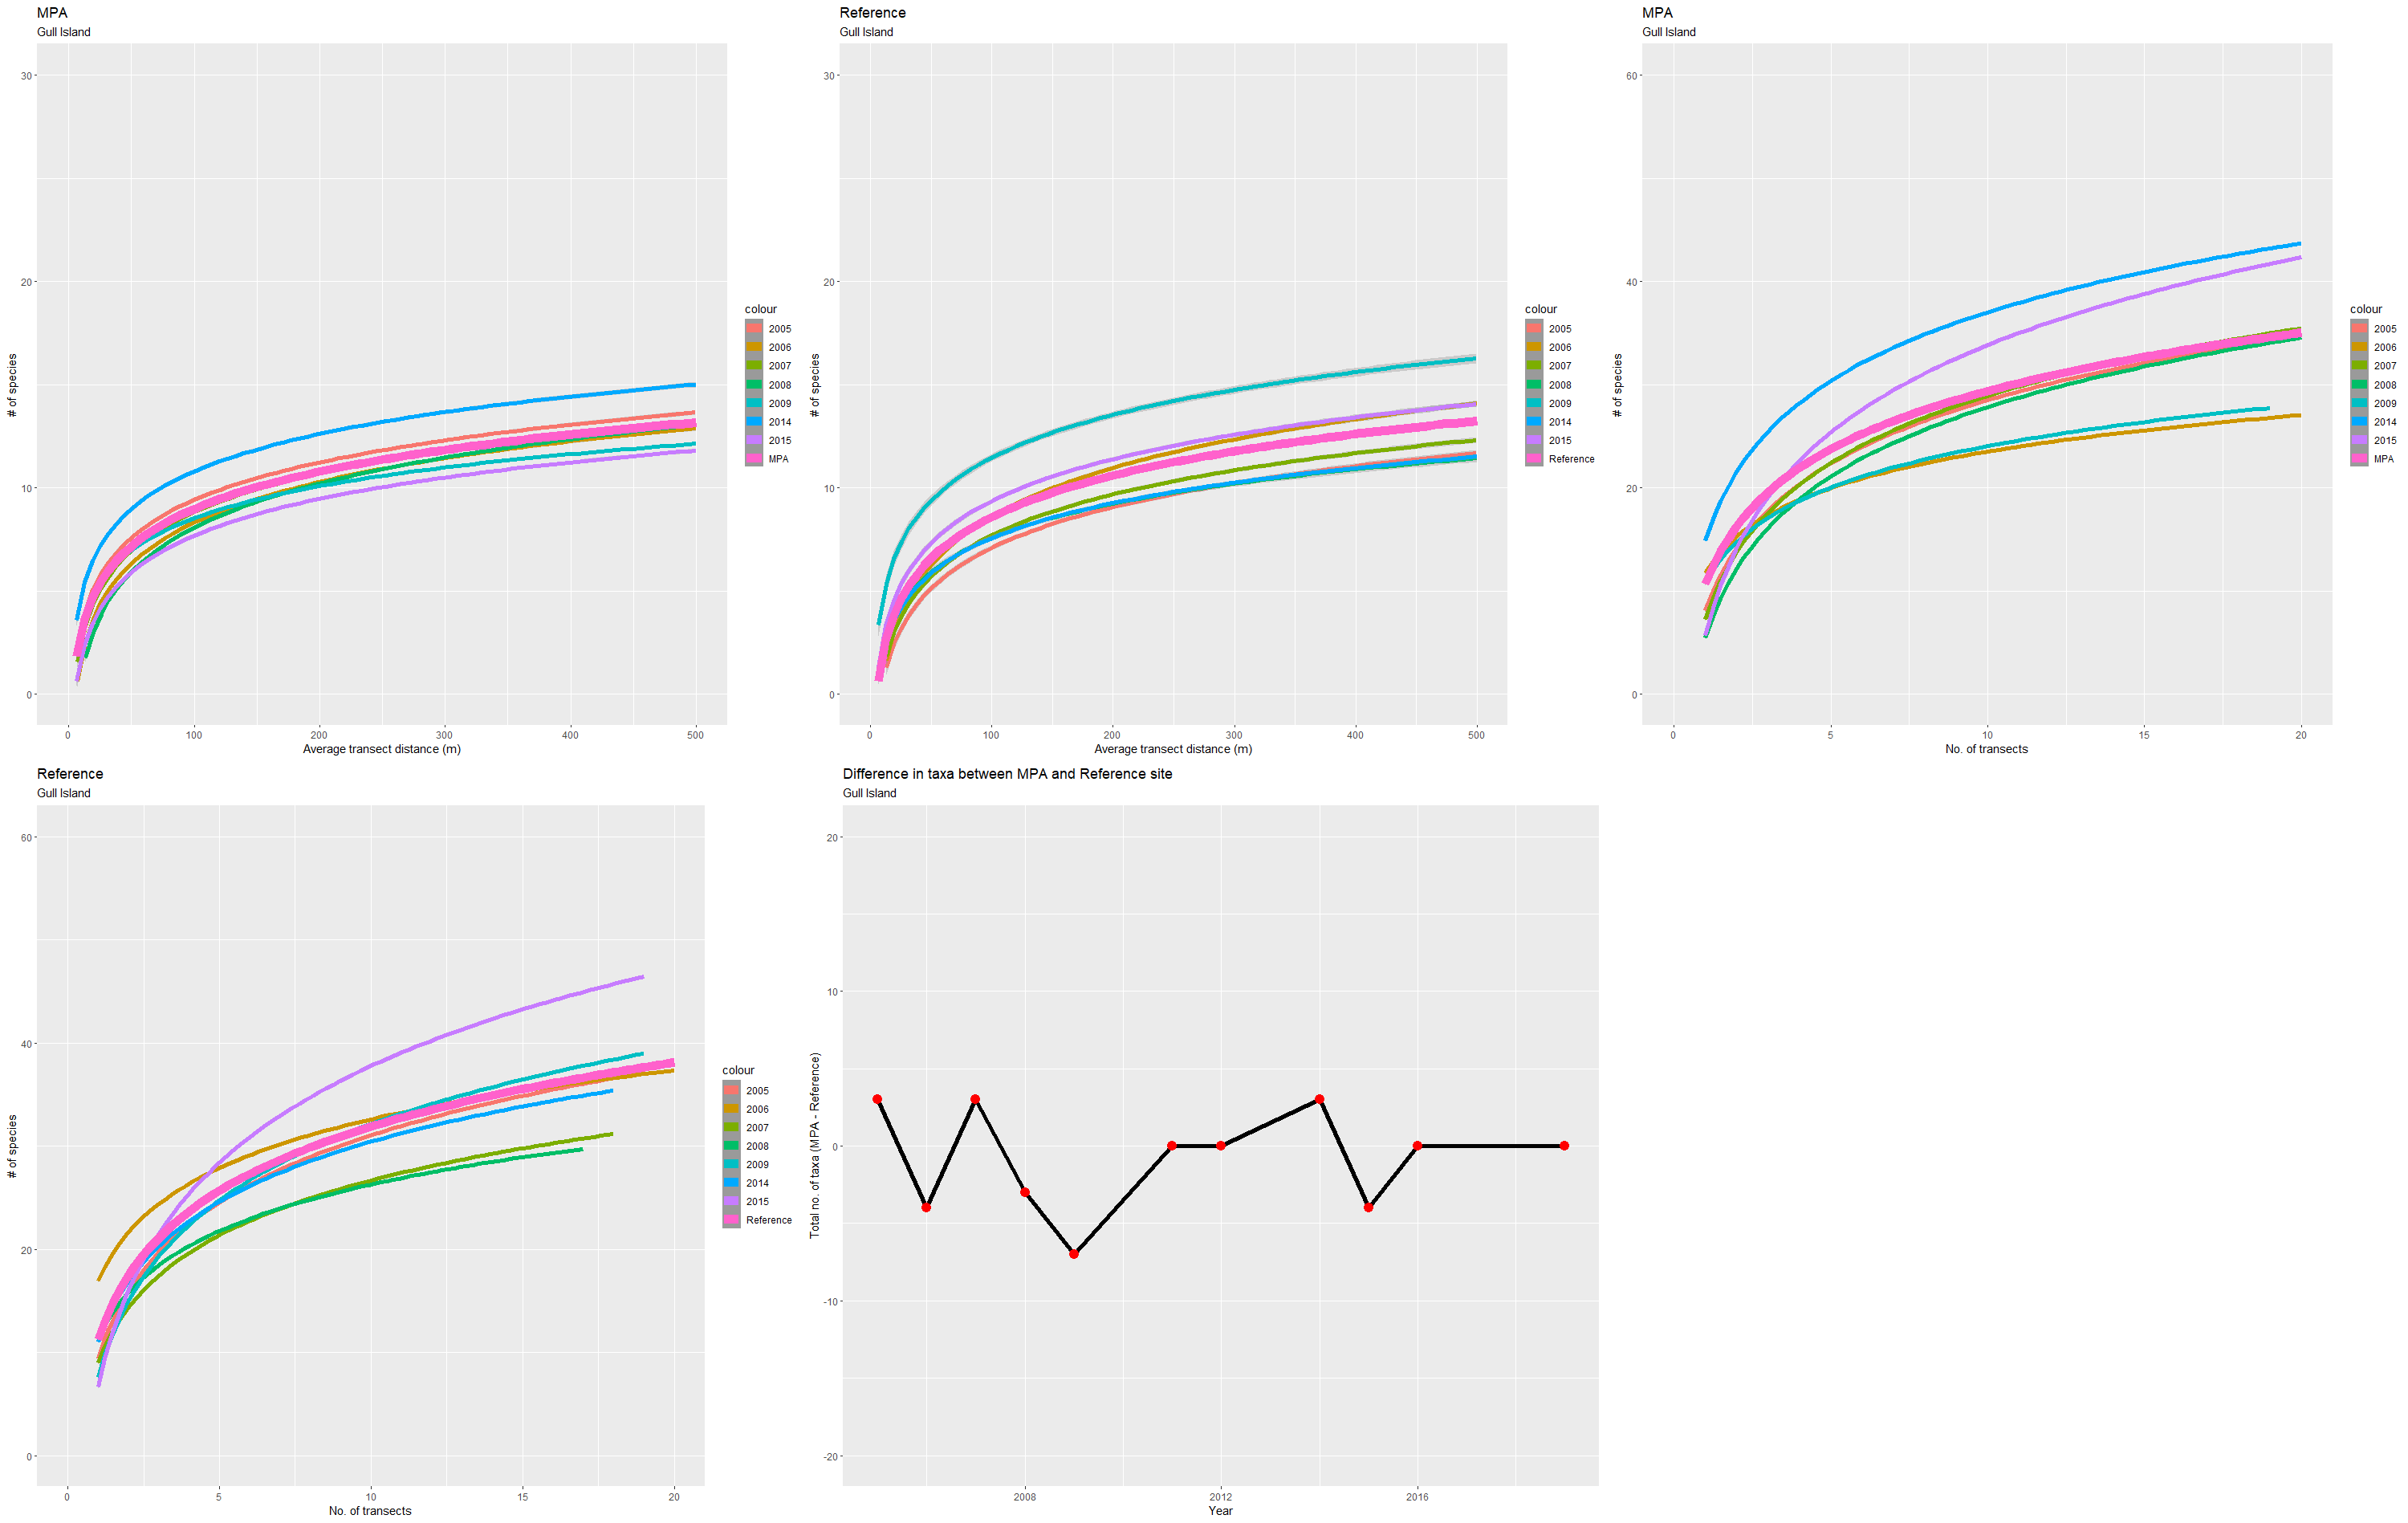 MPA
Gull Island
30
20
10
0
# of species
0 100 200 300 400 500
Average transect distance (m)
colour
2005
2006
2007
2008
2009
2014
2015
MPA
Reference
Gull Island
30
20
10
0
# of species
0 100 200 300 400 500
Average transect distance (m)
colour
2005
2006
2007
2008
2009
2014
2015
Reference
MPA
Gull Island
60
40
20
0
# of species
0 5 10 15 20
No. of transects
colour
2005
2006
2007
2008
2009
2014
2015
MPA
Reference
Gull Island
60
40
20
0
# of species
0 5 10 15 20
No. of transects
colour
2005
2006
2007
2008
2009
2014
2015
Reference
Difference in taxa between MPA and Reference site
Gull Island
20
10
0
-10
-20
Total no. of taxa (MPA - Reference)
2008 2012 2016
Year